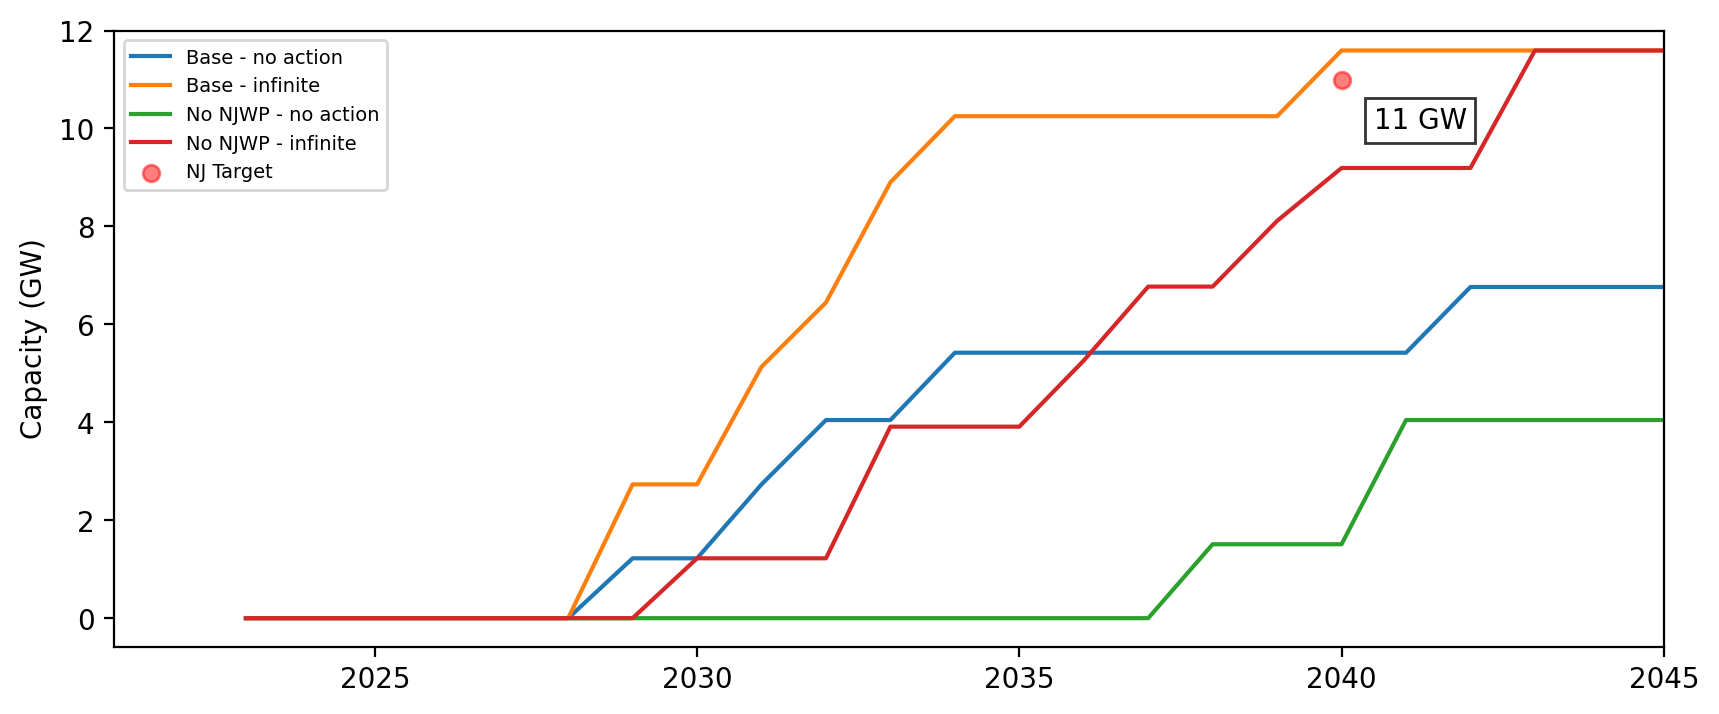 12
10
8
6
4
2
0
Capacity (GW)
Base - no action
Base - infinite
No NJWP - no action
No NJWP - infinite
NJ Target
11 GW
2025
2030
2035
2040
2045